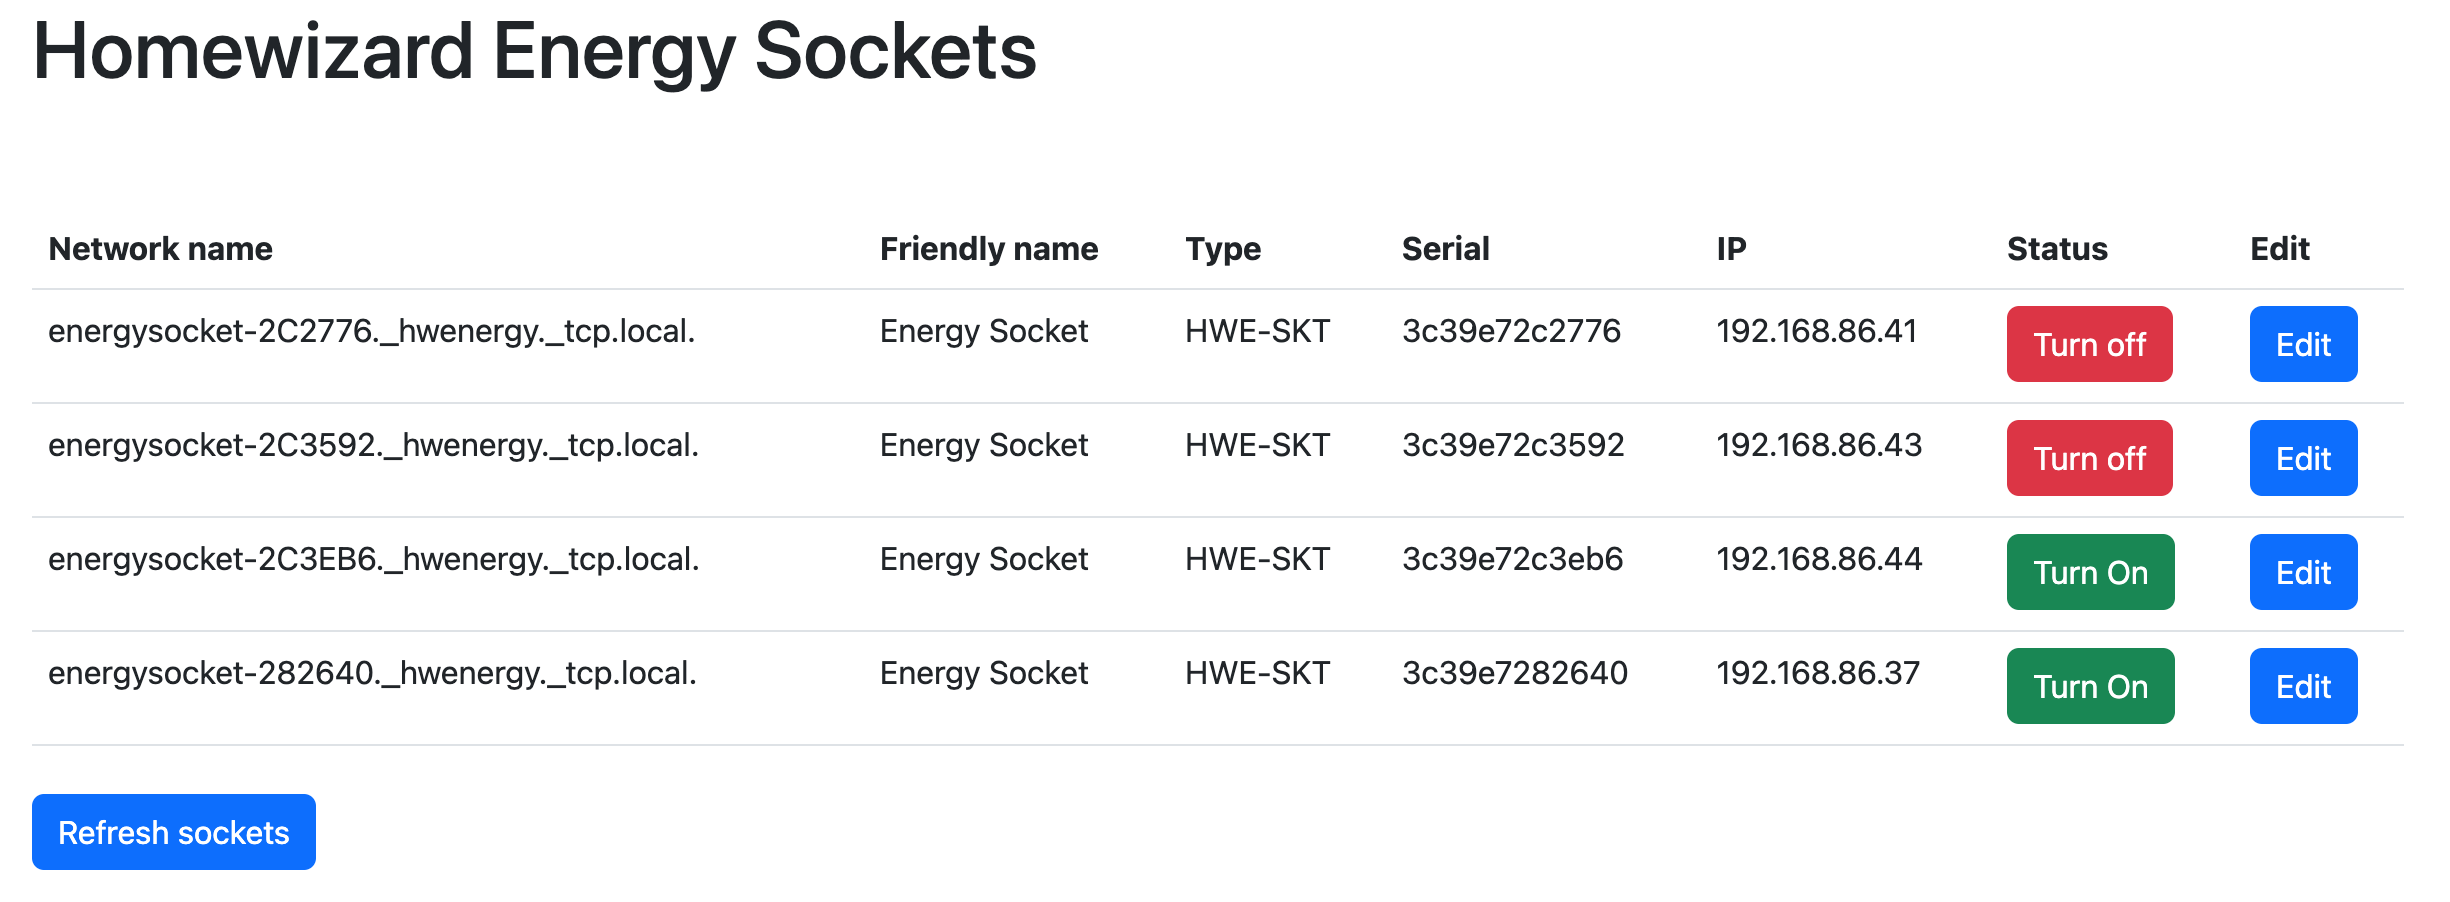 Homewizard Energy Sockets
Network name Friendly name Type Serial IP Status Edit
energysocket-2C2776._hwenergy._tcp.local. Energy Socket HWE-SKT 3c39e72c2776 192.168.86.41 Turn off Edit
energysocket-2C3592._hwenergy._tcp.local. Energy Socket HWE-SKT 3c39e72c3592 192.168.86.43 Turn off Edit
energysocket-2C3EB6._hwenergy._tcp.local. Energy Socket HWE-SKT 3c39e72c3eb6 192.168.86.44 Turn On Edit
energysocket-282640._hwenergy._tcp.local. Energy Socket HWE-SKT 3c39e7282640 192.168.86.37 Turn On Edit
Refresh sockets